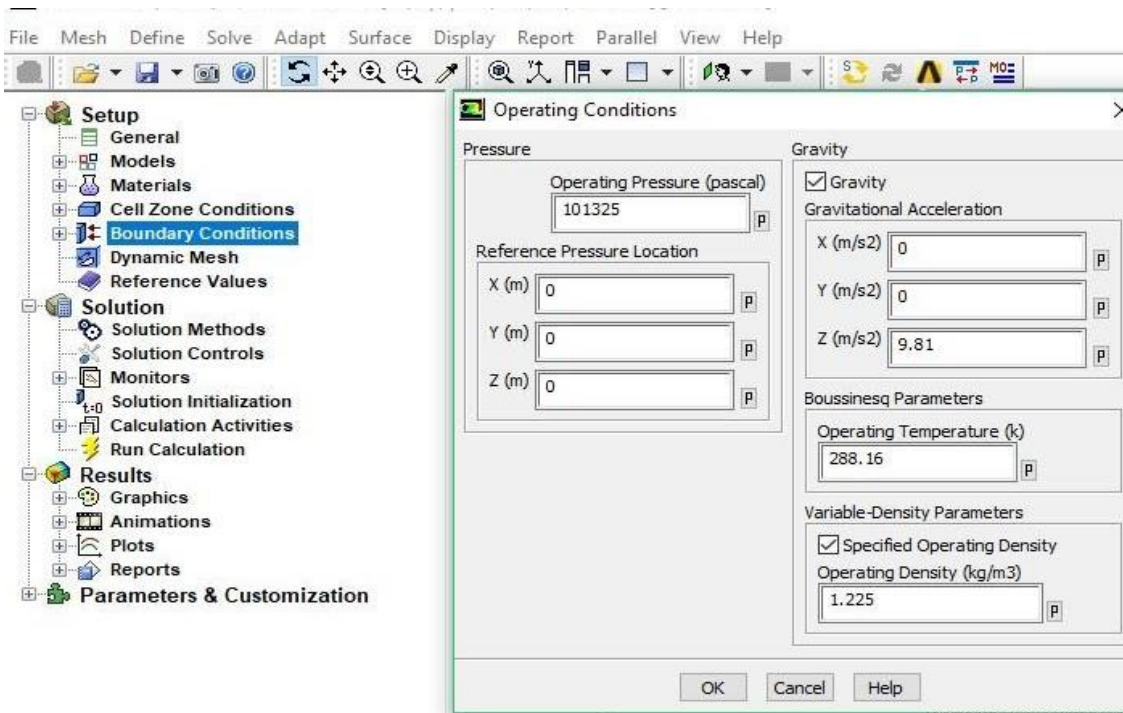 File Mesh Define Solve Adapt Surface Display Report Parallel View Help
Setup
General
Models
Materials
Cell Zone Conditions
Boundary Conditions
Dynamic Mesh
Reference Values
Solution
Solution Methods
Solution Controls
Monitors
t=0 Solution Initialization
Calculation Activities
Run Calculation
Results
Graphics
Animations
Plots
Reports
Parameters & Customization
Operating Conditions
Pressure
Operating Pressure (pascal)
101325 P
Reference Pressure Location
X (m) 0 P
Y (m) 0 P
Z (m) 0 P
Gravity
Gravity
Gravitational Acceleration
X (m/s2) 0 P
Y (m/s2) 0 P
Z (m/s2) 9.81 P
Boussinesq Parameters
Operating Temperature (k)
288.16 P
Variable-Density Parameters
Specified Operating Density
Operating Density (kg/m3)
1.225 P
OK Cancel Help